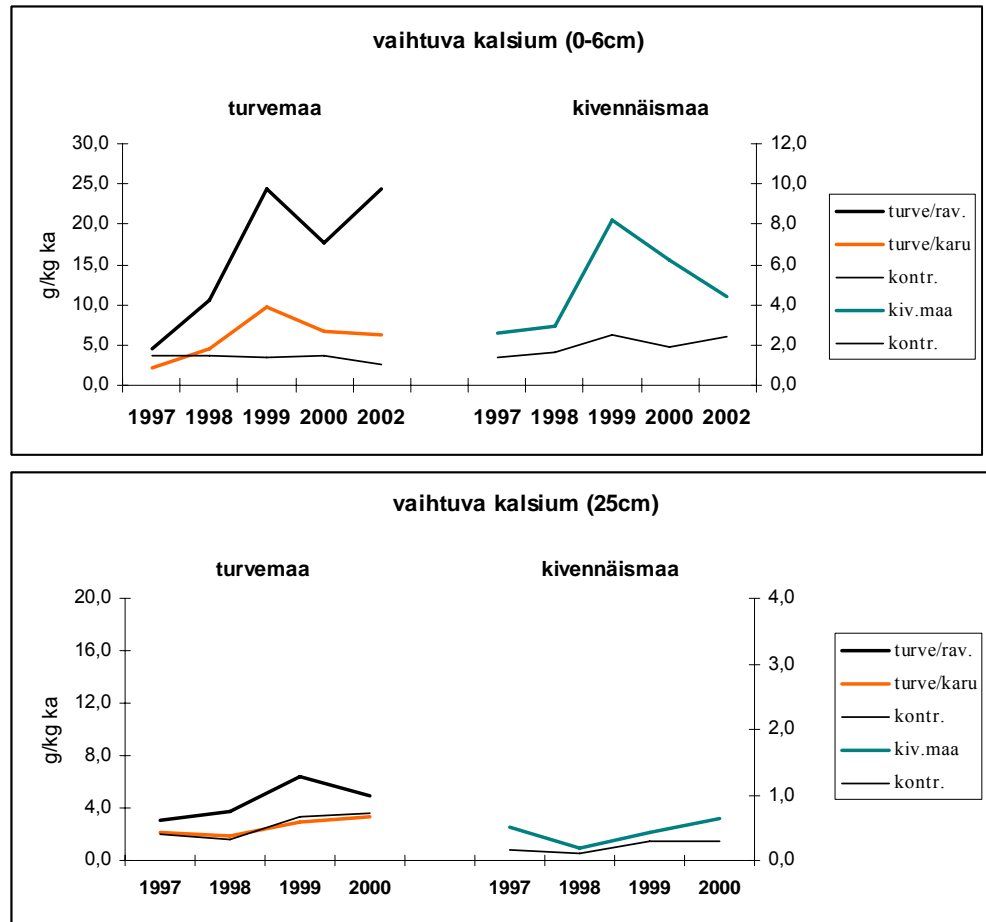 vaihtuva kalsium (0-6cm)
turvemaa
kivennäismaa
g/kg ka
30,0
25,0
20,0
15,0
10,0
5,0
0,0
1997 1998 1999 2000 2002
1997 1998 1999 2000 2002
12,0
10,0
8,0
6,0
4,0
2,0
0,0
turve/rav.
turve/karu
kontr.
kiv.maa
kontr.
vaihtuva kalsium (25cm)
turvemaa
kivennäismaa
g/kg ka
20,0
16,0
12,0
8,0
4,0
0,0
1997 1998 1999 2000
1997 1998 1999 2000
4,0
3,0
2,0
1,0
0,0
turve/rav.
turve/karu
kontr.
kiv.maa
kontr.